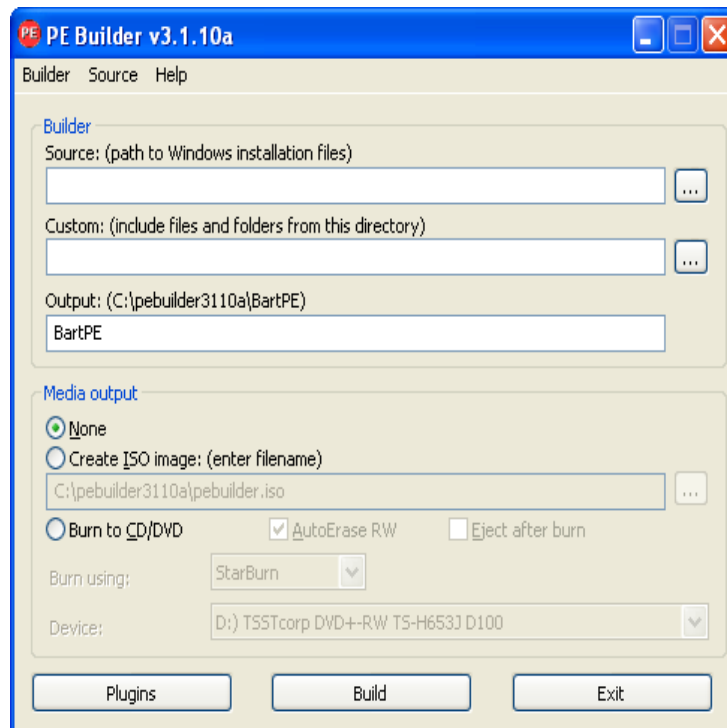 PE PE Builder v3.1.10a
Builder Source Help
Builder
Source: (path to Windows installation files)
...
Custom: (include files and folders from this directory)
...
Output: (C:\pebuilder3110a\BartPE)
BartPE
Media output
None
Create ISO image: (enter filename)
C:\pebuilder3110a\pebuilder.iso
...
Burn to CD/DVD AutoErase RW Eject after burn
Burn using: StarBurn
Device: D:) TSSTcorp DVD+-RW TS-H653J D100
Plugins Build Exit